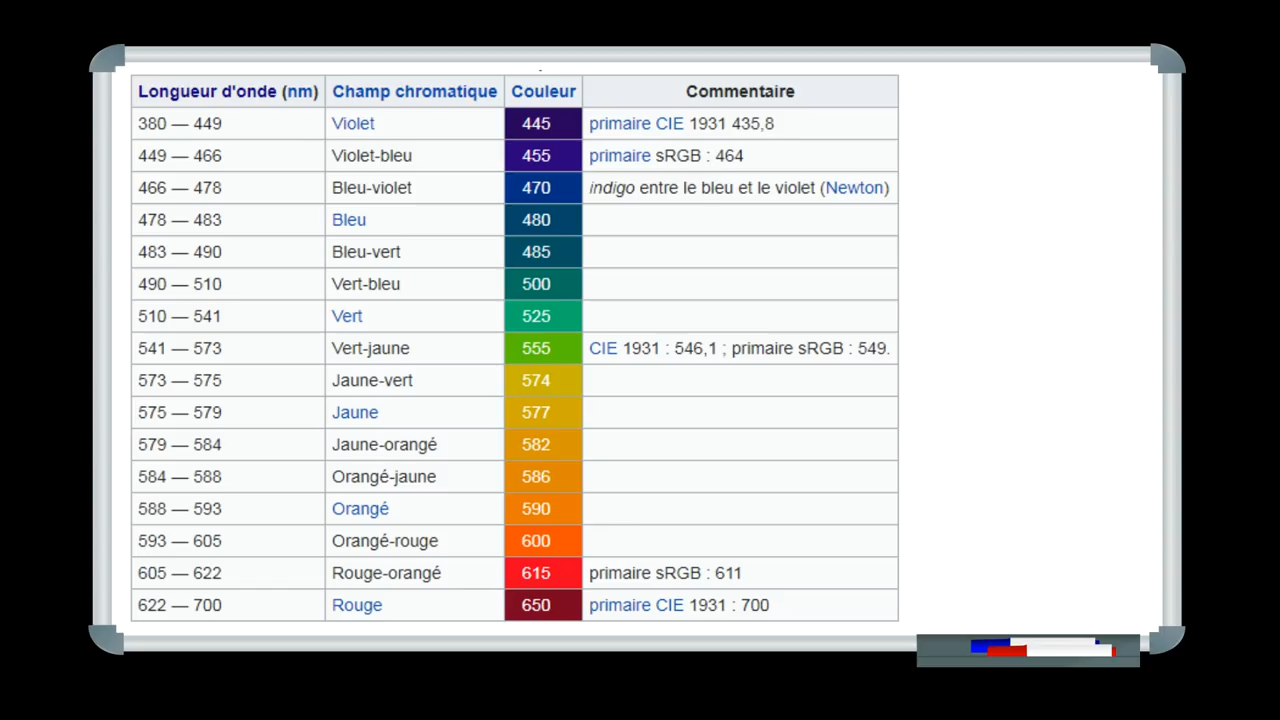 Longueur d'onde (nm) Champ chromatique Couleur Commentaire
380 — 449 Violet 445 primaire CIE 1931 435,8
449 — 466 Violet-bleu 455 primaire sRGB : 464
466 — 478 Bleu-violet 470 indigo entre le bleu et le violet (Newton)
478 — 483 Bleu 480
483 — 490 Bleu-vert 485
490 — 510 Vert-bleu 500
510 — 541 Vert 525
541 — 573 Vert-jaune 555 CIE 1931 : 546,1 ; primaire sRGB : 549.
573 — 575 Jaune-vert 574
575 — 579 Jaune 577
579 — 584 Jaune-orangé 582
584 — 588 Orangé-jaune 586
588 — 593 Orangé 590
593 — 605 Orangé-rouge 600
605 — 622 Rouge-orangé 615 primaire sRGB : 611
622 — 700 Rouge 650 primaire CIE 1931 : 700